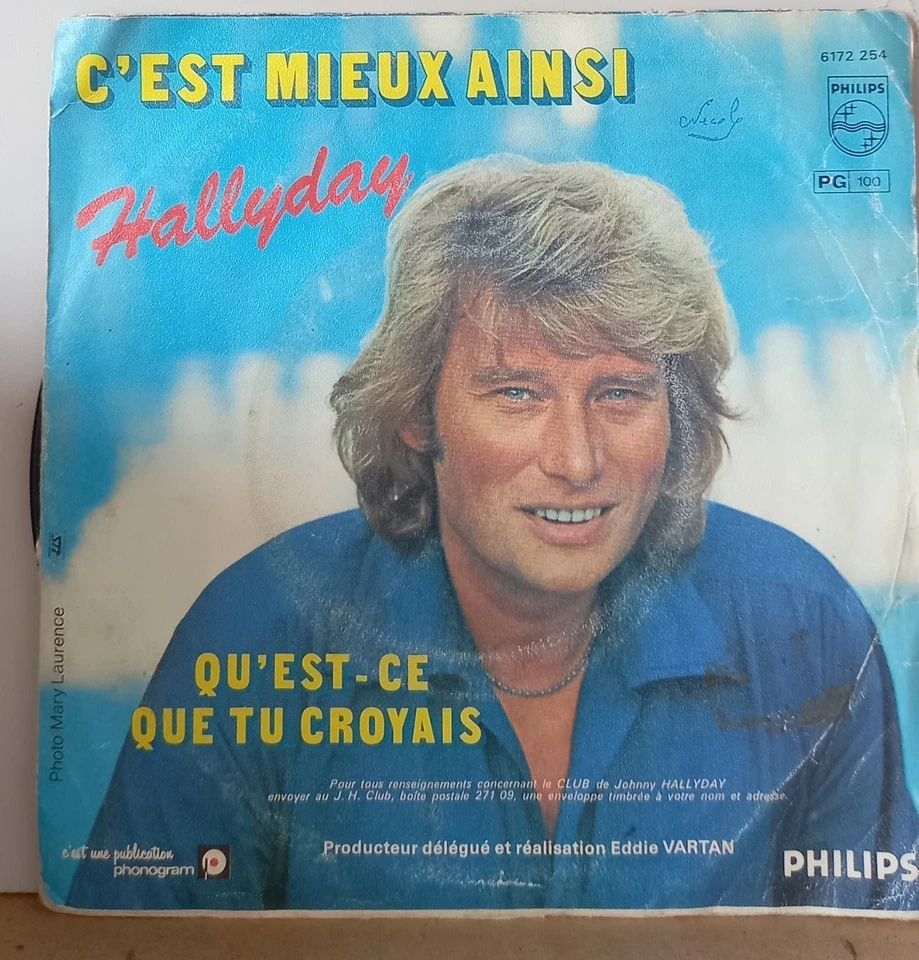 C'EST MIEUX AINSI
6172 254
PHILIPS
PG 100
Hallyday
Photo Mary Laurence
QU'EST-CE
QUE TU CROYAIS
Pour tous renseignements concernant le CLUB de Johnny HALLYDAY
envoyer au J. H. Club, boîte postale 271 09, une enveloppe timbrée à votre nom et adresse.
c'est une publication
phonogram
Producteur délégué et réalisation Eddie VARTAN
PHILIPS